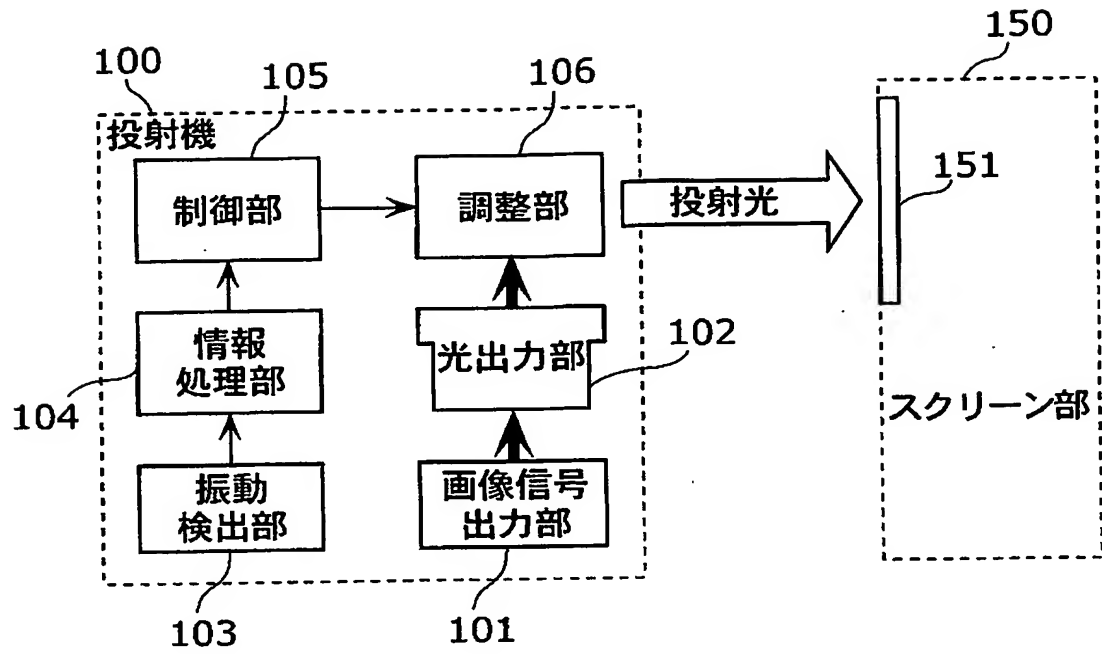 150
100
105
106
投射機
151
制御部
調整部
投射光
102
情報
処理部
光出力部
104
スクリーン部
振動
検出部
画像信号
出力部
103
101